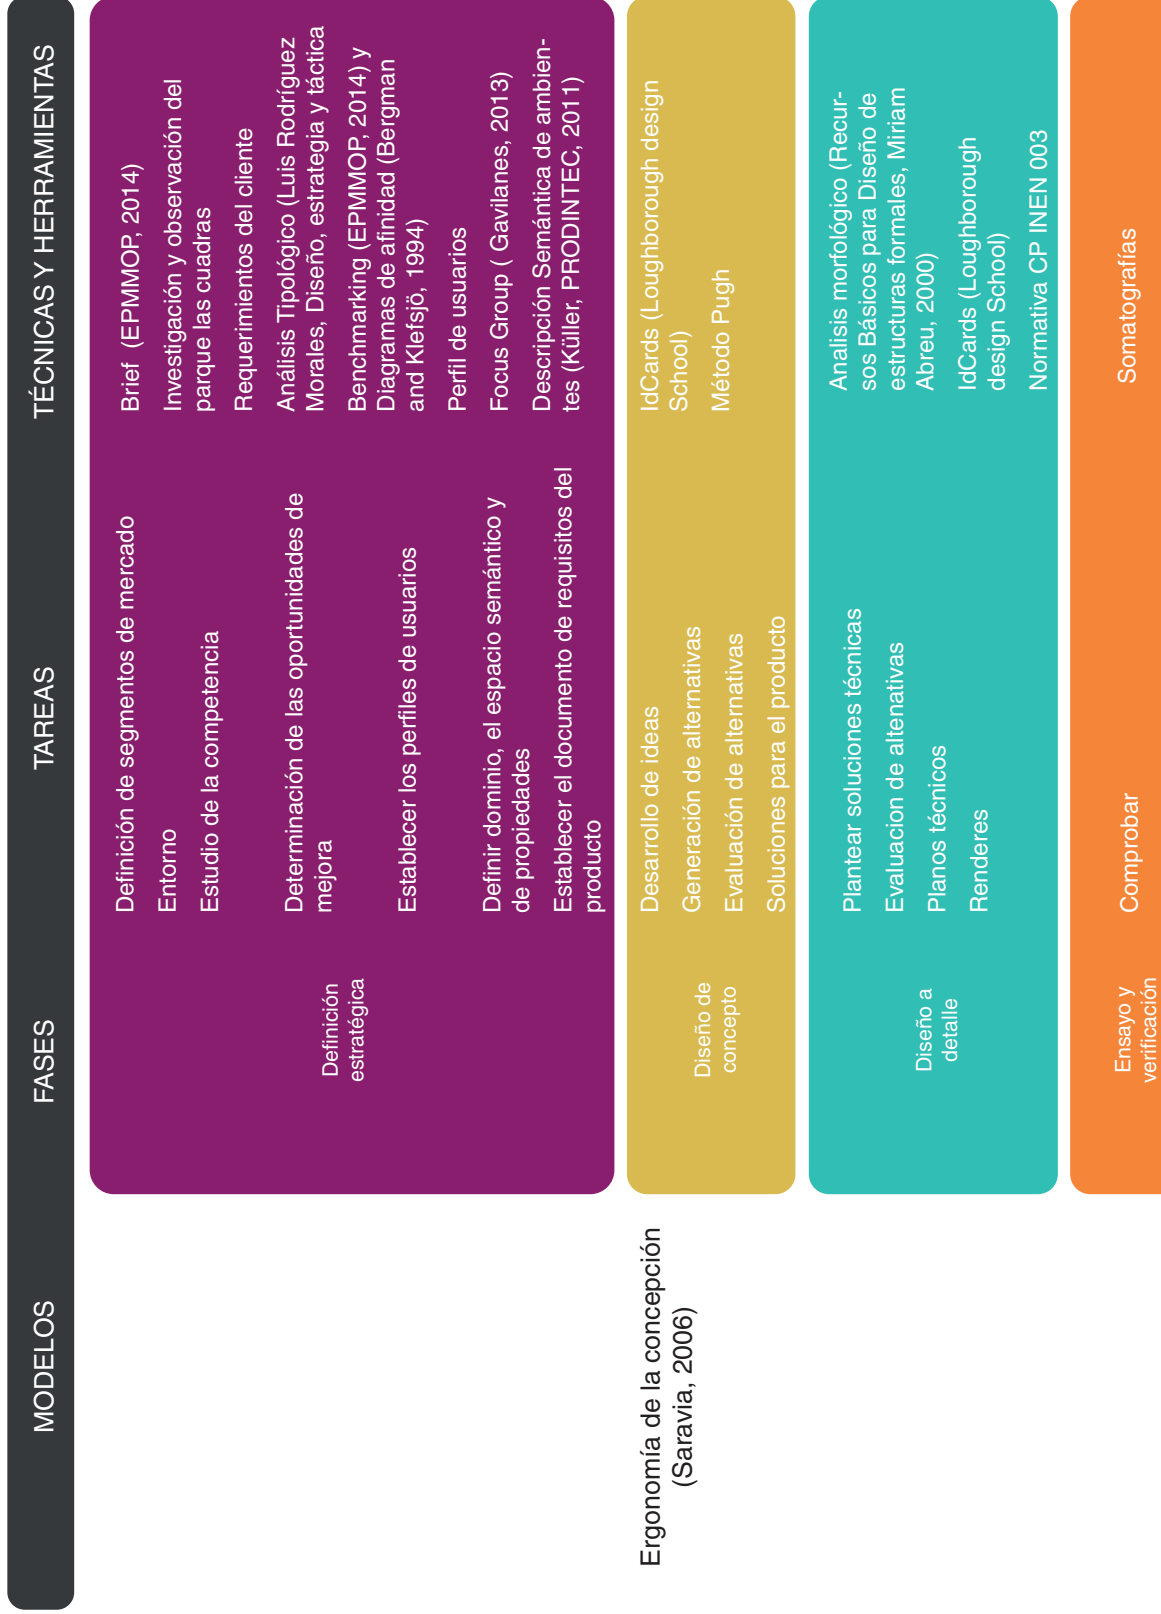 MODELOS
FASES
TAREAS
TÉCNICAS Y HERRAMIENTAS
Ergonomía de la concepción
(Saravia, 2006)
Definición
estratégica
Definición de segmentos de mercado
Entorno
Estudio de la competencia
Determinación de las oportunidades de
mejora
Establecer los perfiles de usuarios
Definir dominio, el espacio semántico y
de propiedades
Establecer el documento de requisitos del
producto
Brief (EPMMOP, 2014)
Investigación y observación del
parque las cuadras
Requerimientos del cliente
Análisis Tipológico (Luis Rodríguez
Morales, Diseño, estrategia y táctica
Benchmarking (EPMMOP, 2014) y
Diagramas de afinidad (Bergman
and Klefsjö, 1994)
Perfil de usuarios
Focus Group ( Gavilanes, 2013)
Descripción Semántica de ambien-
tes (Küller, PRODINTEC, 2011)
Diseño de
concepto
Desarrollo de ideas
Generación de alternativas
Evaluación de alternativas
Soluciones para el producto
IdCards (Loughborough design
School)
Método Pugh
Diseño a
detalle
Plantear soluciones técnicas
Evaluacion de altenativas
Planos técnicos
Renderes
Analisis morfológico (Recur-
sos Básicos para Diseño de
estructuras formales, Miriam
Abreu, 2000)
IdCards (Loughborough
design School)
Normativa CP INEN 003
Ensayo y
verificación
Comprobar
Somatografías